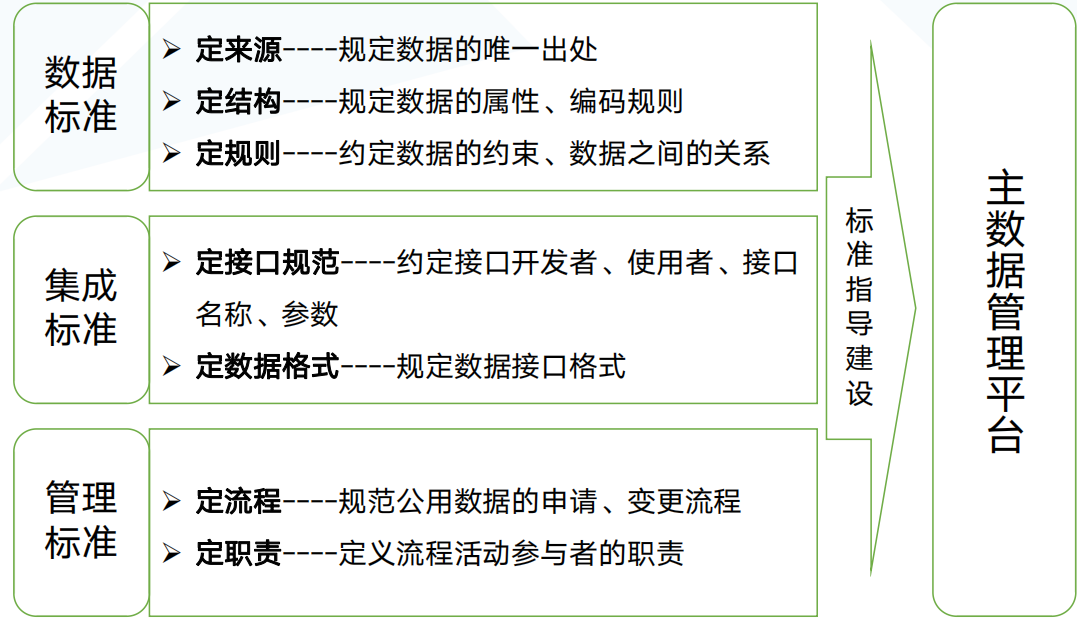 数据
标准
➢ 定来源----规定数据的唯一出处
➢ 定结构----规定数据的属性、编码规则
➢ 定规则----约定数据的约束、数据之间的关系
集成
标准
➢ 定接口规范----约定接口开发者、使用者、接口
名称、参数
➢ 定数据格式----规定数据接口格式
管理
标准
➢ 定流程----规范公用数据的申请、变更流程
➢ 定职责----定义流程活动参与者的职责
标准指导建设
主数据管理平台